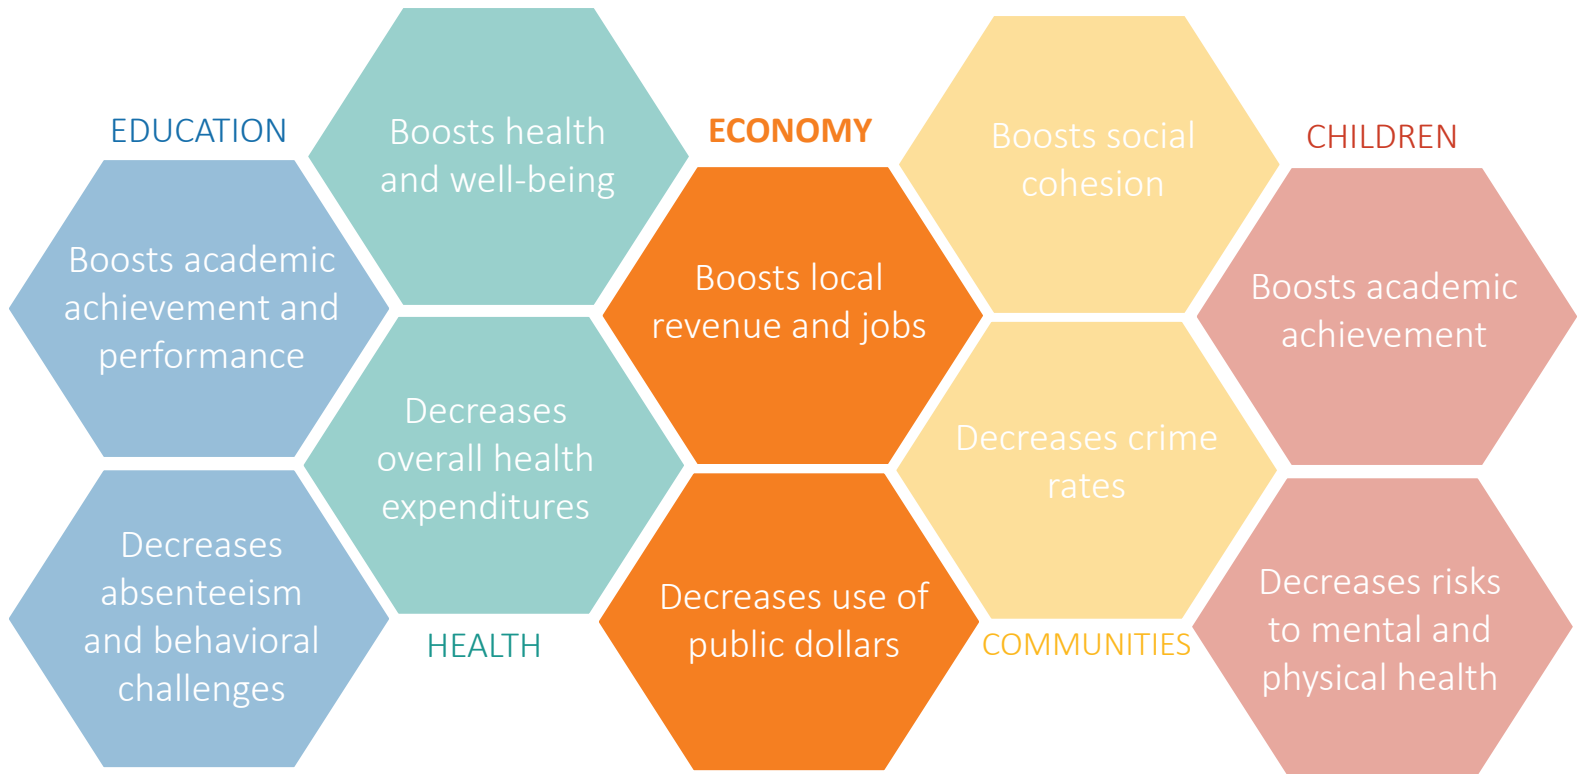 EDUCATION
Boosts academic
achievement and
performance
Decreases
absenteeism
and behavioral
challenges
Boosts health
and well-being
Decreases
overall health
expenditures
HEALTH
ECONOMY
Boosts local
revenue and jobs
Decreases use of
public dollars
Boosts social
cohesion
Decreases crime
rates
COMMUNITIES
CHILDREN
Boosts academic
achievement
Decreases risks
to mental and
physical health